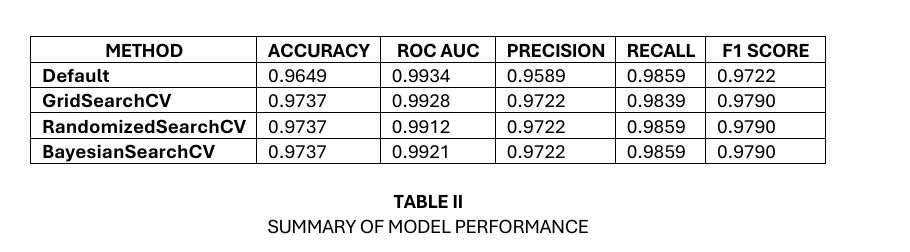 METHOD ACCURACY ROC AUC PRECISION RECALL F1 SCORE
Default 0.9649 0.9934 0.9589 0.9859 0.9722
GridSearchCV 0.9737 0.9928 0.9722 0.9839 0.9790
RandomizedSearchCV 0.9737 0.9912 0.9722 0.9859 0.9790
BayesianSearchCV 0.9737 0.9921 0.9722 0.9859 0.9790
TABLE II
SUMMARY OF MODEL PERFORMANCE